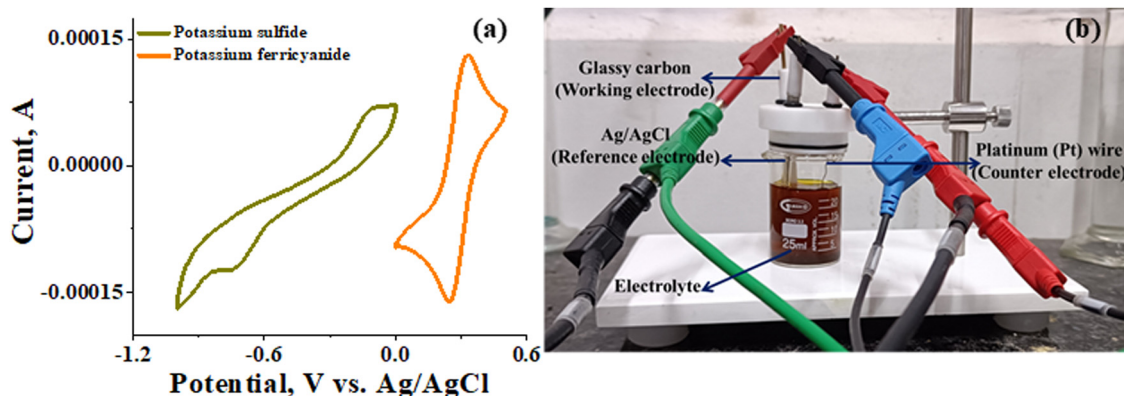 0.00015
0.00000
-0.00015
Current, A
Potassium sulfide
Potassium ferricyanide
(a)
-1.2
-0.6
0.0
0.6
Potential, V vs. Ag/AgCl
(b)
Glassy carbon
(Working electrode)
Ag/AgCl
(Reference electrode)
Platinum (Pt) wire
(Counter electrode)
Electrolyte
25ml